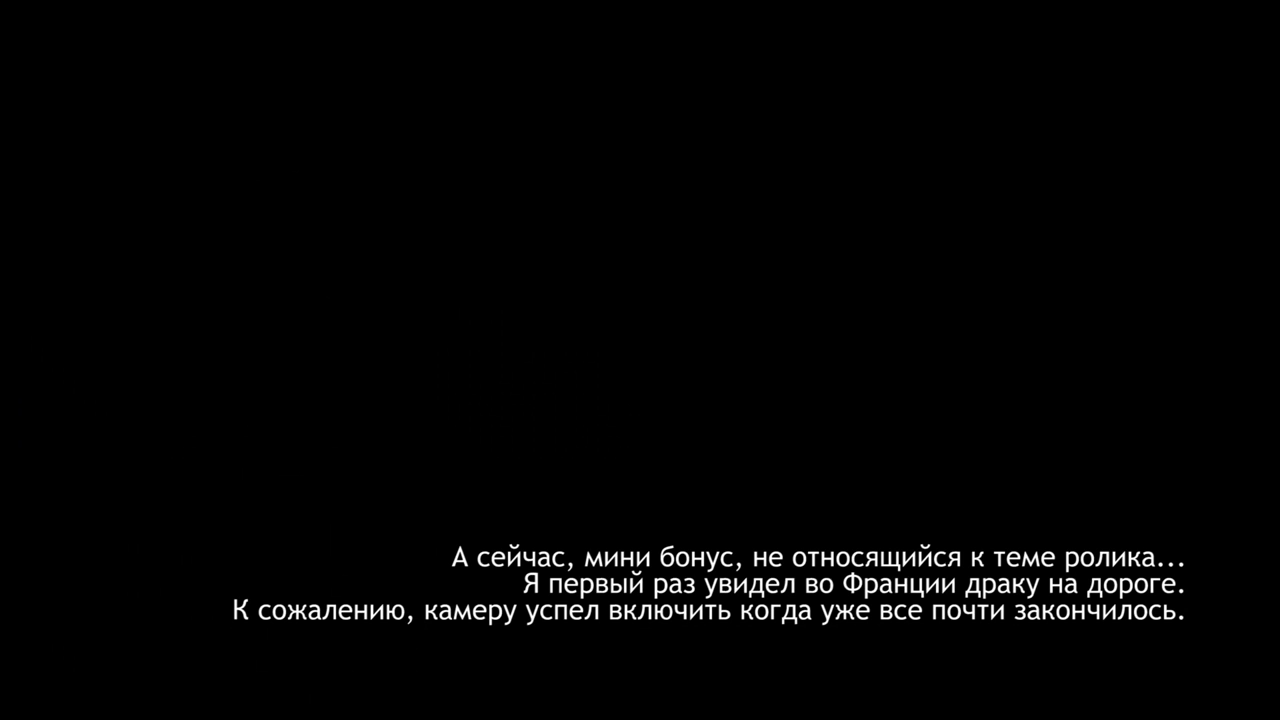 А сейчас, мини бонус, не относящийся к теме ролика...
Я первый раз увидел во Франции драку на дороге.
К сожалению, камеру успел включить когда уже все почти закончилось.